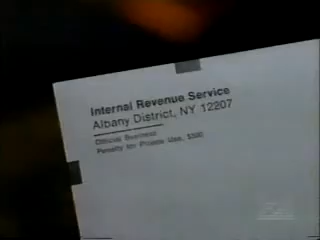 Internal Revenue Service
Albany District, NY 12207
Official Business
Penalty for Private Use, $300